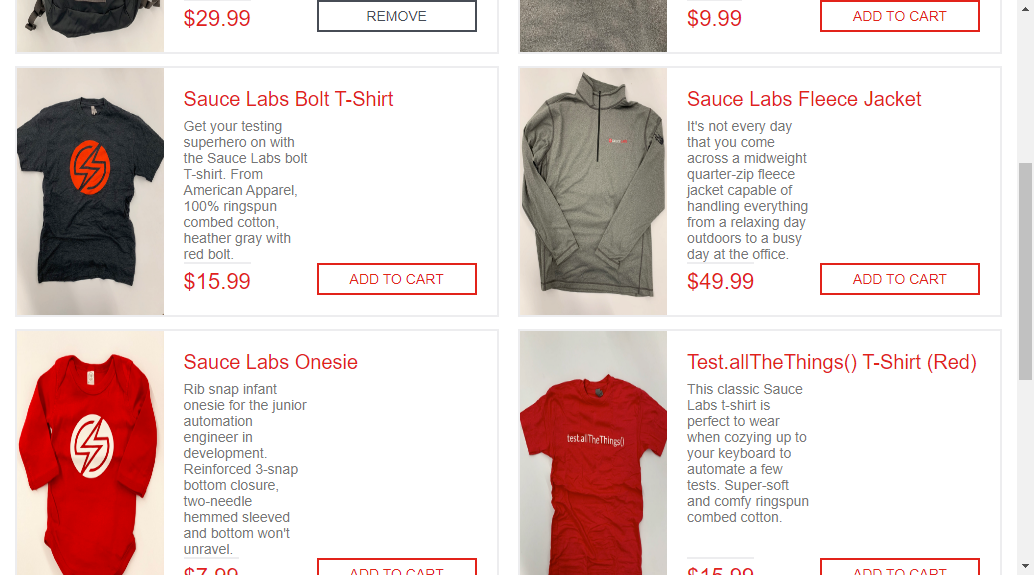 $29.99
REMOVE
$9.99
ADD TO CART
Sauce Labs Bolt T-Shirt
Get your testing
superhero on with
the Sauce Labs bolt
T-shirt. From
American Apparel,
100% ringspun
combed cotton,
heather gray with
red bolt.
$15.99
ADD TO CART
Sauce Labs Fleece Jacket
It's not every day
that you come
across a midweight
quarter-zip fleece
jacket capable of
handling everything
from a relaxing day
outdoors to a busy
day at the office.
$49.99
ADD TO CART
Sauce Labs Onesie
Rib snap infant
onesie for the junior
automation
engineer in
development.
Reinforced 3-snap
bottom closure,
two-needle
hemmed sleeved
and bottom won't
unravel.
$7.99
ADD TO CART
test.allTheThings()
Test.allTheThings() T-Shirt (Red)
This classic Sauce
Labs t-shirt is
perfect to wear
when cozying up to
your keyboard to
automate a few
tests. Super-soft
and comfy ringspun
combed cotton.
$15.99
ADD TO CART